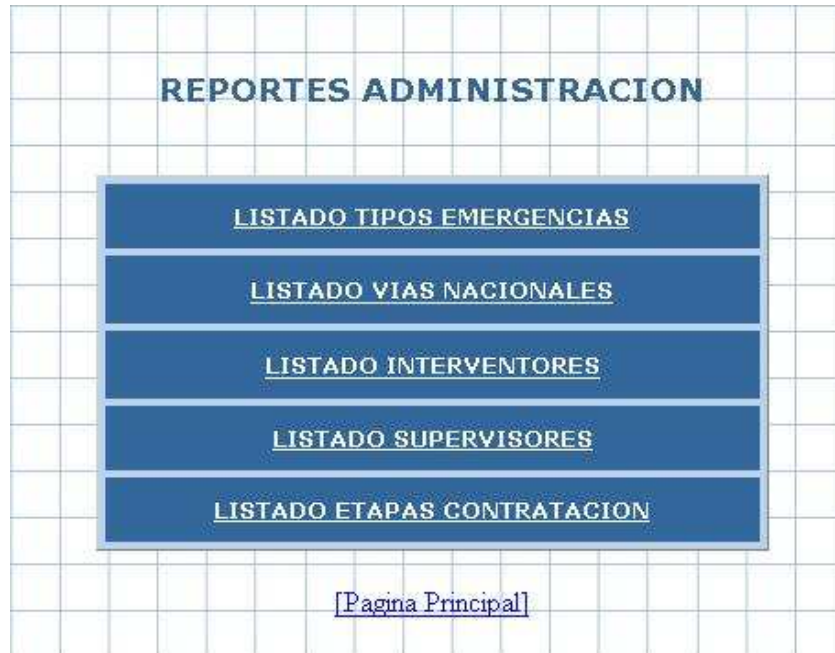 REPORTES ADMINISTRACION
LISTADO TIPOS EMERGENCIAS
LISTADO VIAS NACIONALES
LISTADO INTERVENTORES
LISTADO SUPERVISORES
LISTADO ETAPAS CONTRATACION
[Pagina Principal]